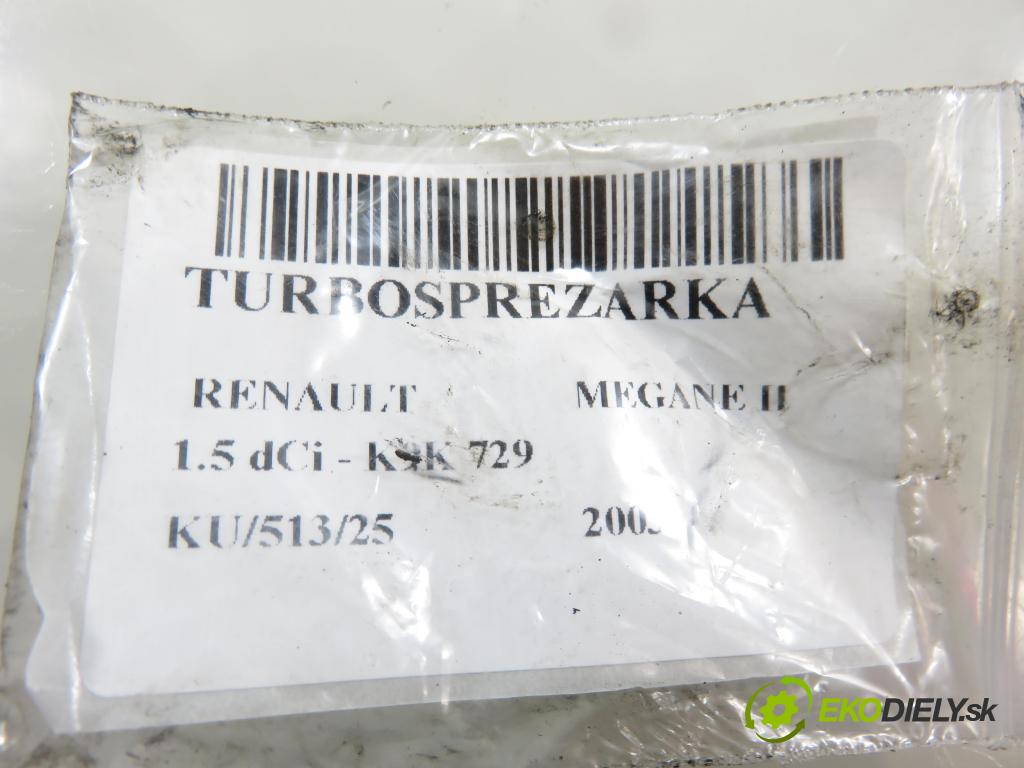 TURBOSPREZARKA
RENAULT MEGANE II
1.5 dCi - K9K 729
KU/513/25
EKODIELY.sk